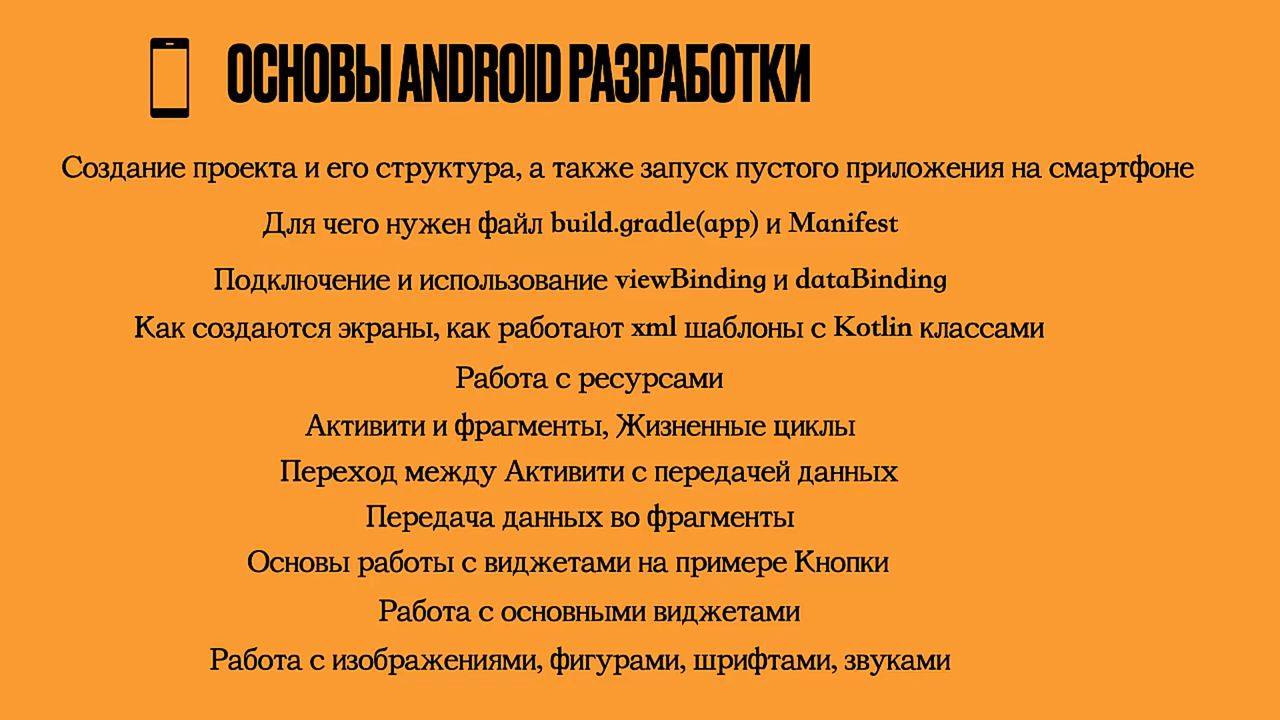 ОСНОВЫ ANDROID РАЗРАБОТКИ
Создание проекта и его структура, а также запуск пустого приложения на смартфоне
Для чего нужен файл build.gradle(app) и Manifest
Подключение и использование viewBinding и dataBinding
Как создаются экраны, как работают xml шаблоны с Kotlin классами
Работа с ресурсами
Активити и фрагменты, Жизненные циклы
Переход между Активити с передачей данных
Передача данных во фрагменты
Основы работы с виджетами на примере Кнопки
Работа с основными виджетами
Работа с изображениями, фигурами, шрифтами, звуками